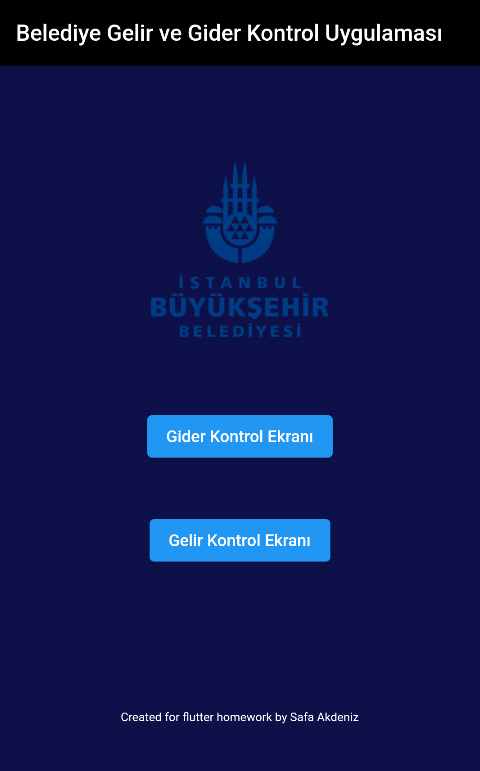 Belediye Gelir ve Gider Kontrol Uygulaması
İSTANBUL
BÜYÜKŞEHİR
BELEDİYESİ
Gider Kontrol Ekranı
Gelir Kontrol Ekranı
Created for flutter homework by Safa Akdeniz